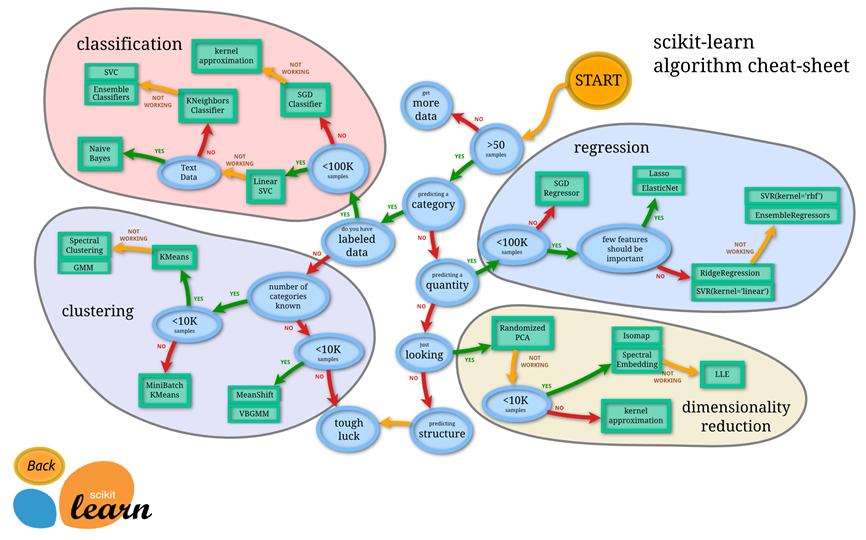 scikit-learn
algorithm cheat-sheet
START
get
more
data
NO
>50
samples
YES
classification
kernel
approximation
NOT
WORKING
SVC
Ensemble
Classifiers
NOT
WORKING
KNeighbors
Classifier
SGD
Classifier
NO
NO
Naive
Bayes
YES
Text
Data
NOT
WORKING
Linear
SVC
YES
<100K
samples
YES
predicting a
category
YES
NO
do you have
labeled
data
NO
regression
SGD
Regressor
NO
Lasso
ElasticNet
YES
SVR(kernel='rbf')
EnsembleRegressors
NOT
WORKING
<100K
samples
YES
few features
should be
important
NO
RidgeRegression
SVR(kernel='linear')
predicting a
quantity
YES
NO
clustering
Spectral
Clustering
GMM
NOT
WORKING
KMeans
YES
number of
categories
known
YES
NO
<10K
samples
NO
MiniBatch
KMeans
<10K
samples
YES
NO
MeanShift
VBGMM
just
looking
YES
NO
Randomized
PCA
NOT
WORKING
Isomap
Spectral
Embedding
NOT
WORKING
LLE
<10K
samples
YES
NO
kernel
approximation
dimensionality
reduction
tough
luck
predicting
structure
Back
scikit
learn